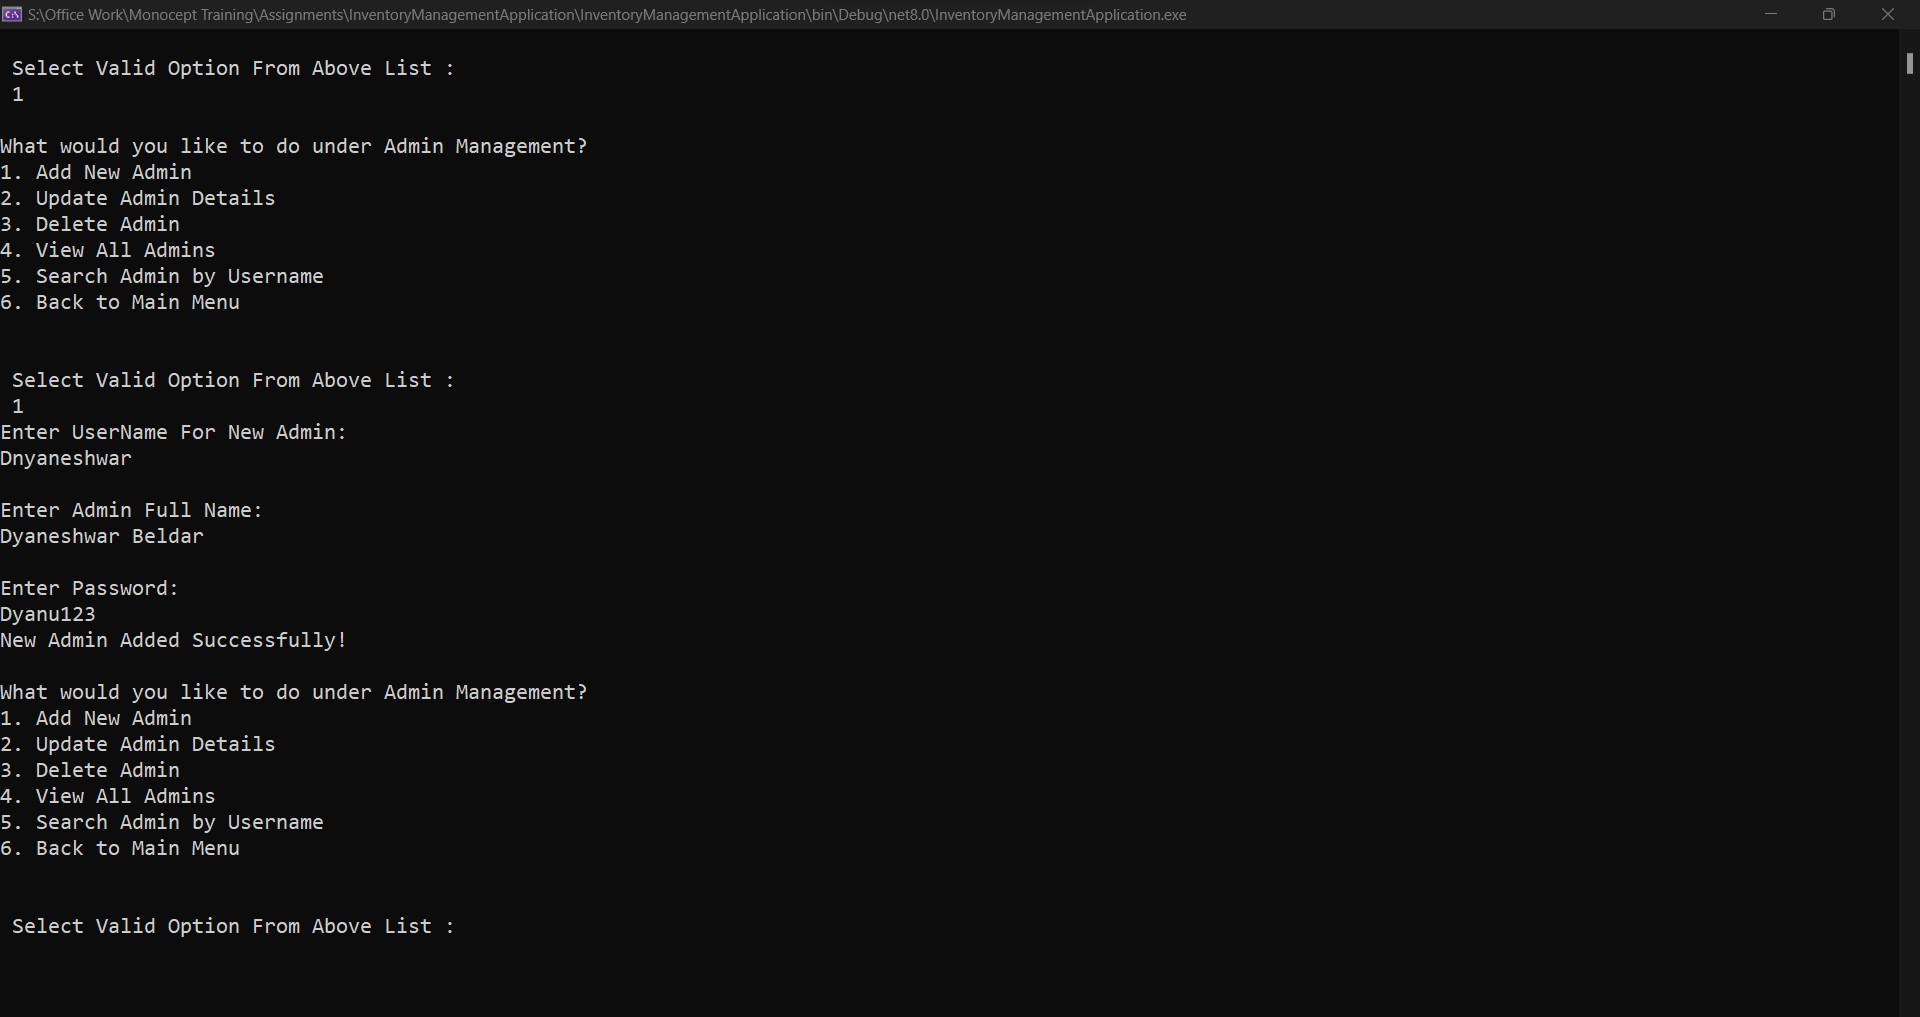 S:\Office Work\Monocept Training\Assignments\InventoryManagementApplication\InventoryManagementApplication\bin\Debug\net8.0\InventoryManagementApplication.exe
Select Valid Option From Above List :
1
What would you like to do under Admin Management?
1. Add New Admin
2. Update Admin Details
3. Delete Admin
4. View All Admins
5. Search Admin by Username
6. Back to Main Menu
Select Valid Option From Above List :
1
Enter UserName For New Admin:
Dnyaneshwar
Enter Admin Full Name:
Dyaneshwar Beldar
Enter Password:
Dyanu123
New Admin Added Successfully!
What would you like to do under Admin Management?
1. Add New Admin
2. Update Admin Details
3. Delete Admin
4. View All Admins
5. Search Admin by Username
6. Back to Main Menu
Select Valid Option From Above List :